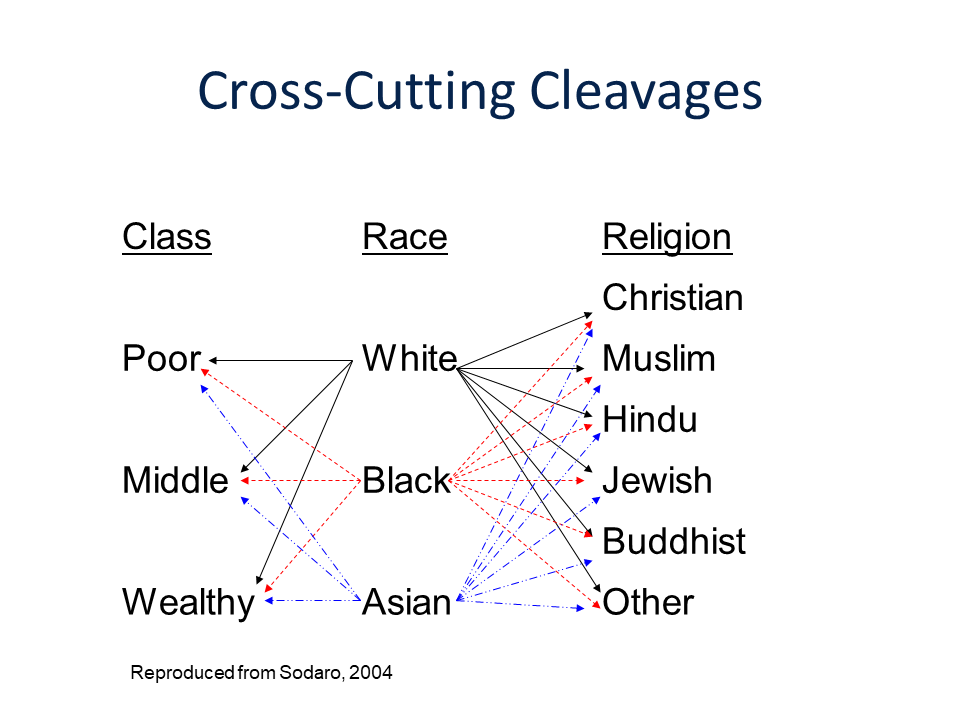 Cross-Cutting Cleavages
Class Race Religion
Christian
Poor White Muslim
Hindu
Middle Black Jewish
Buddhist
Wealthy Asian Other
Reproduced from Sodaro, 2004